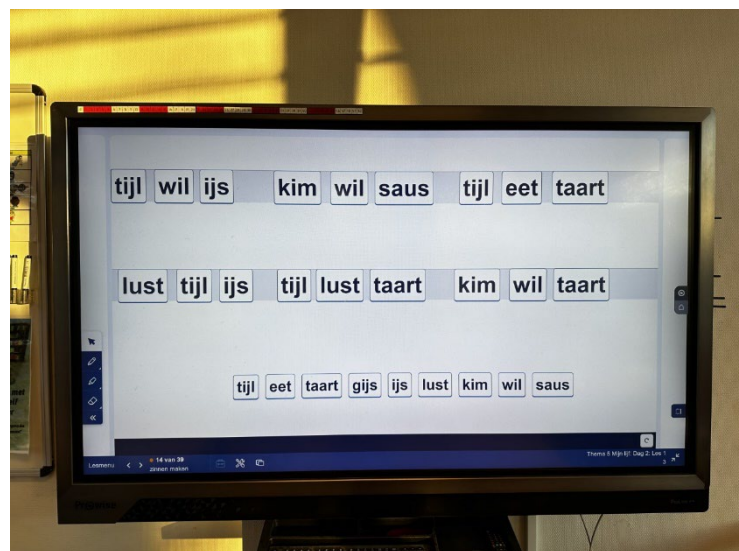 tijl wil ijs kim wil saus tijl eet taart
lust tijl ijs tijl lust taart kim wil taart
tijl eet taart gijs ijs lust kim wil saus
Lesmenu 14 van 39 Thema 5 Mijn lijf: Dag 2: Les 1
zinnen maken 3